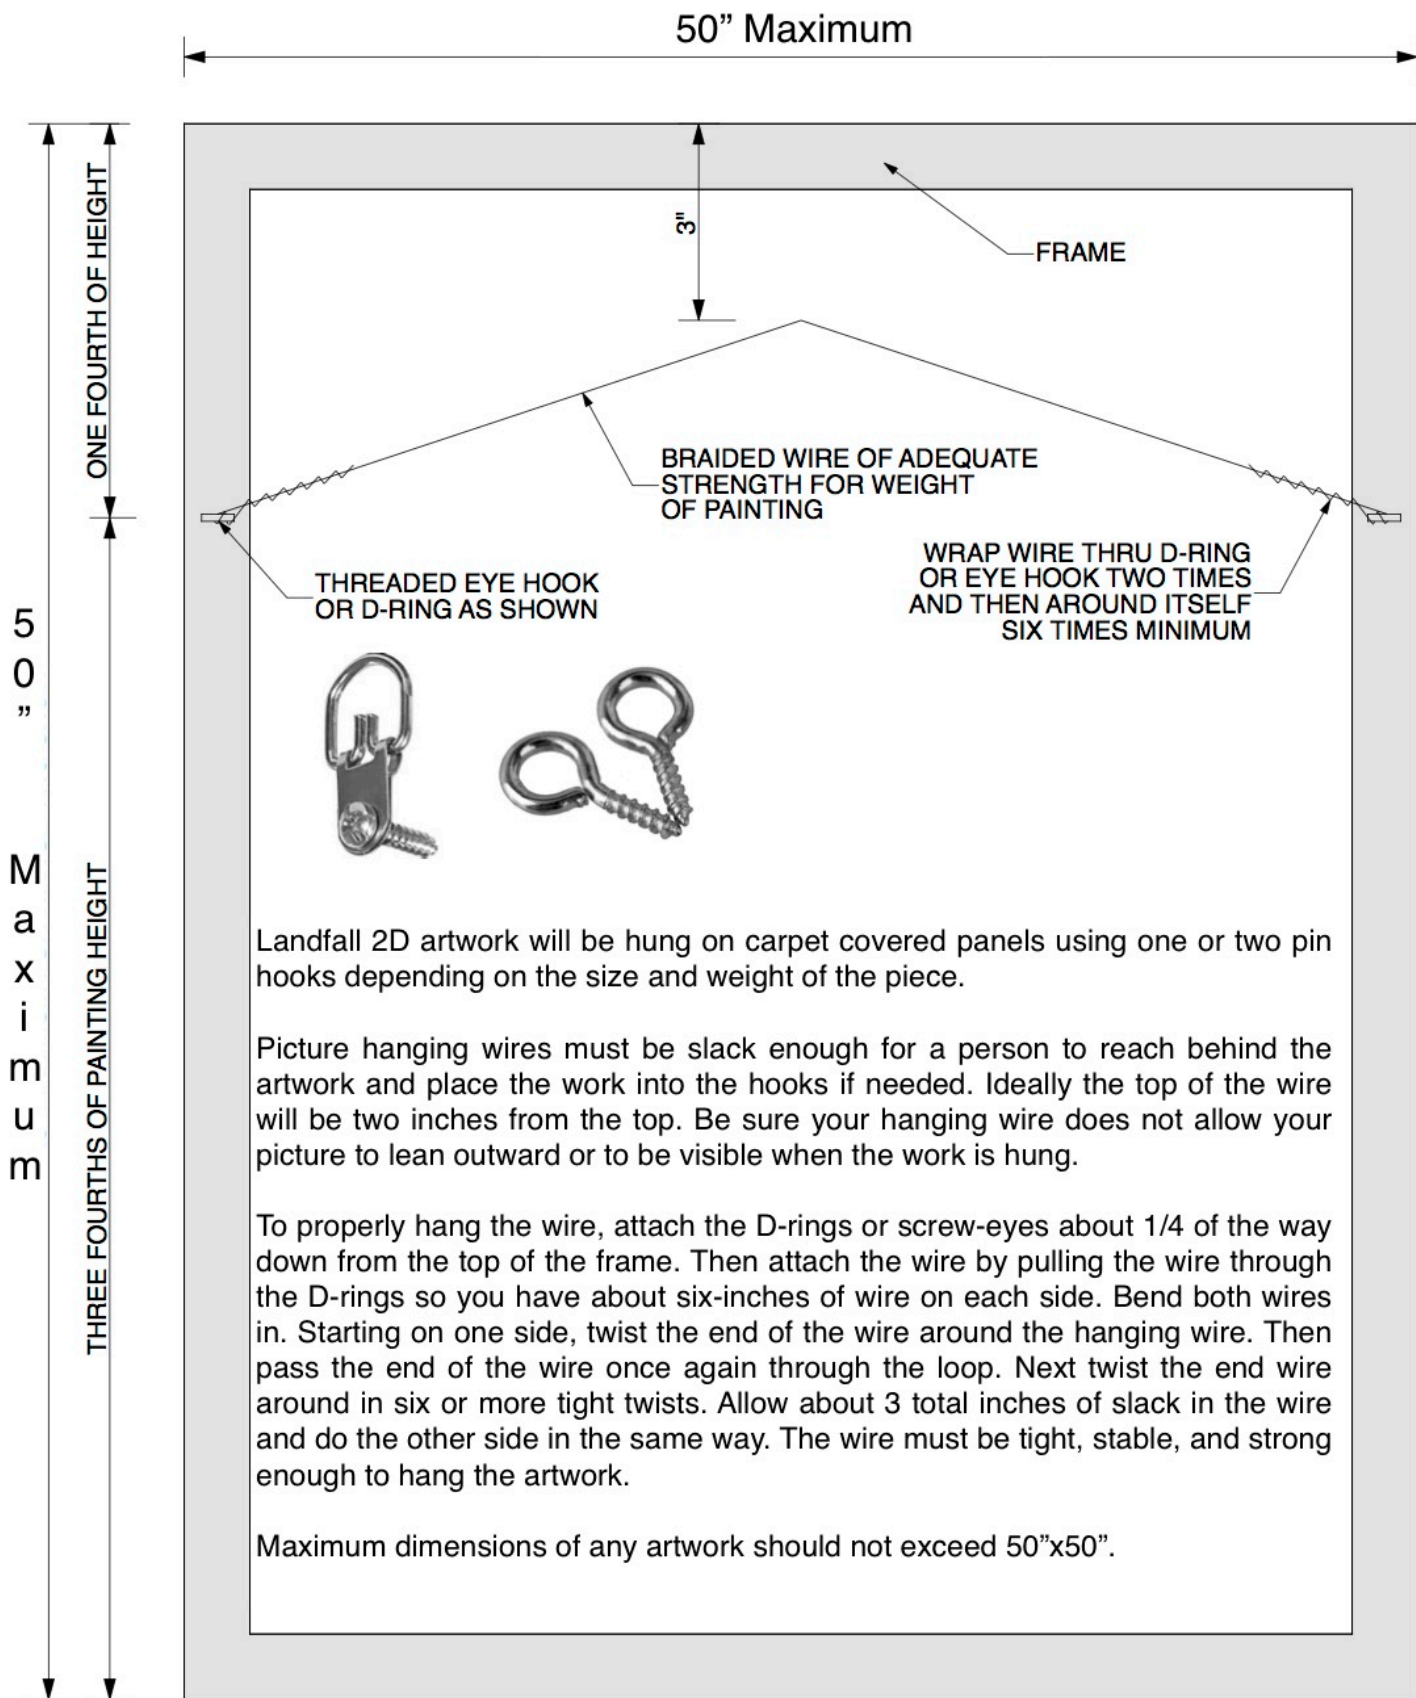 50” Maximum
ONE FOURTH OF HEIGHT
3"
FRAME
BRAIDED WIRE OF ADEQUATE
STRENGTH FOR WEIGHT
OF PAINTING
THREADED EYE HOOK
OR D-RING AS SHOWN
WRAP WIRE THRU D-RING
OR EYE HOOK TWO TIMES
AND THEN AROUND ITSELF
SIX TIMES MINIMUM
50” Maximum
THREE FOURTHS OF PAINTING HEIGHT
Landfall 2D artwork will be hung on carpet covered panels using one or two pin
hooks depending on the size and weight of the piece.
Picture hanging wires must be slack enough for a person to reach behind the
artwork and place the work into the hooks if needed. Ideally the top of the wire
will be two inches from the top. Be sure your hanging wire does not allow your
picture to lean outward or to be visible when the work is hung.
To properly hang the wire, attach the D-rings or screw-eyes about 1/4 of the way
down from the top of the frame. Then attach the wire by pulling the wire through
the D-rings so you have about six-inches of wire on each side. Bend both wires
in. Starting on one side, twist the end of the wire around the hanging wire. Then
pass the end of the wire once again through the loop. Next twist the end wire
around in six or more tight twists. Allow about 3 total inches of slack in the wire
and do the other side in the same way. The wire must be tight, stable, and strong
enough to hang the artwork.
Maximum dimensions of any artwork should not exceed 50”x50”.